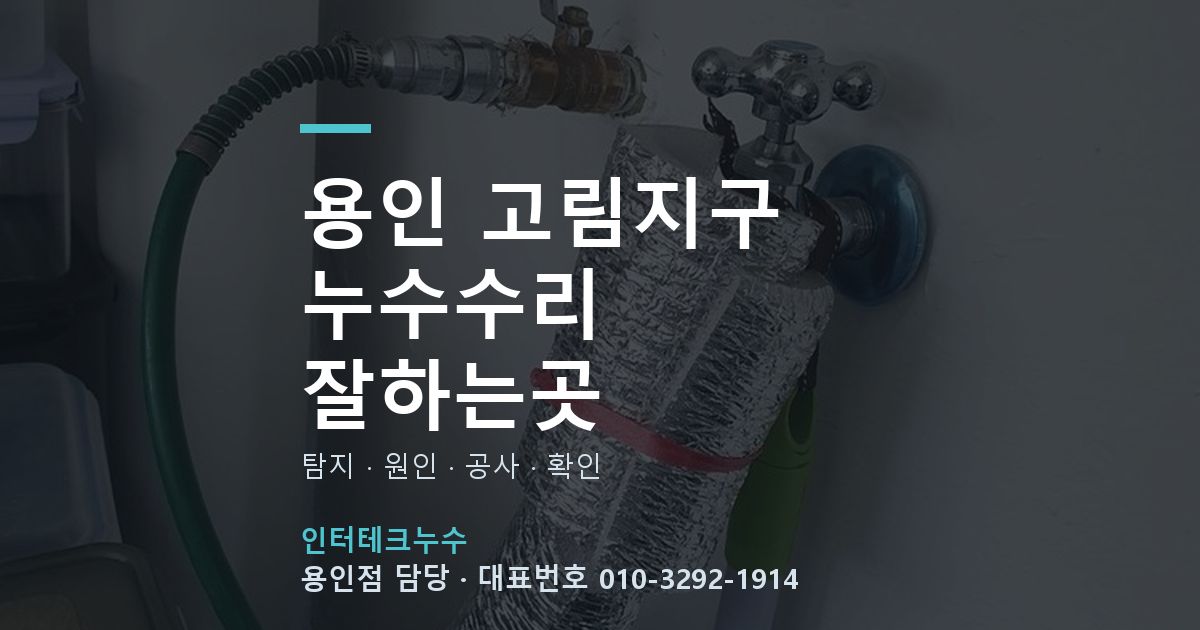 용인 고림지구
누수수리
잘하는곳
탐지 · 원인 · 공사 · 확인
인터테크누수
용인점 담당 · 대표번호 010-3292-1914